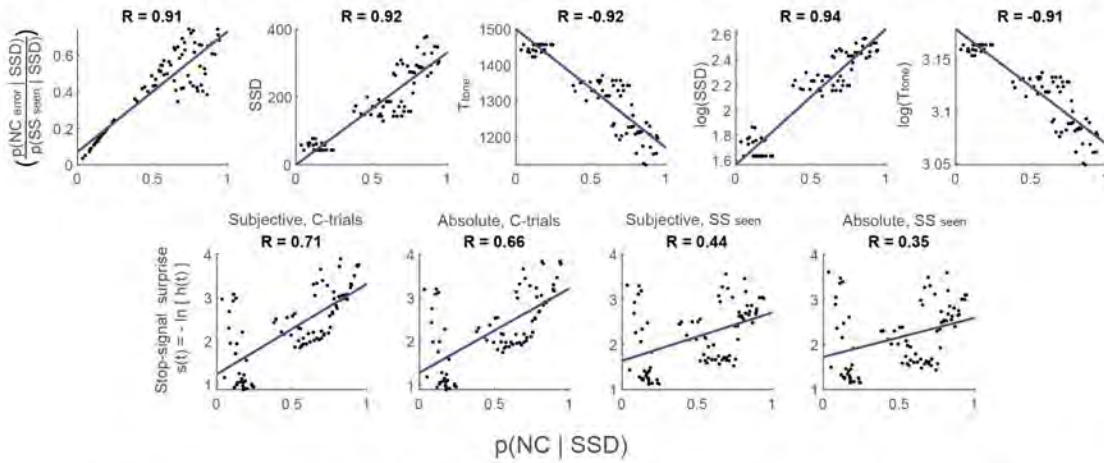 R = 0.91 R = 0.92 R = -0.92 R = 0.94 R = -0.91
( p(NC error | SSD) / p(SS seen | SSD) )
0.6
0.4
0.2
0
0 0.5 1
SSD
400
200
0
0 0.5 1
Ttone
1500
1400
1300
1200
0 0.5 1
log(SSD)
2.6
2.4
2.2
2
1.8
1.6
0 0.5 1
log(Ttone)
3.15
3.1
3.05
0 0.5 1
Subjective, C-trials Absolute, C-trials Subjective, SS seen Absolute, SS seen
R = 0.71 R = 0.66 R = 0.44 R = 0.35
Stop-signal surprise
s(t) = - ln [ h(t) ]
4
3
2
1
0 0.5 1
4
3
2
1
0 0.5 1
4
3
2
1
0 0.5 1
4
3
2
1
0 0.5 1
p(NC | SSD)